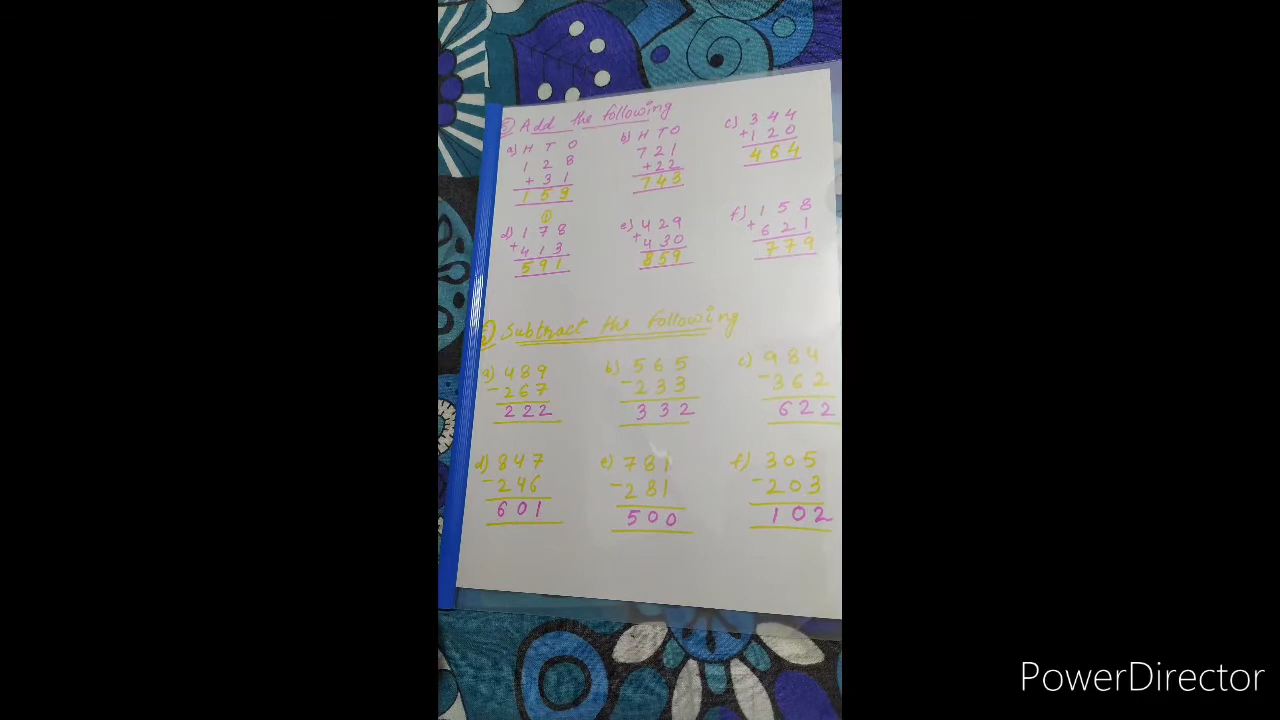 5) Add the following
a) H T O
1 2 8
+ 3 1
1 5 9
b) H T O
7 2 1
+ 2 2
7 4 3
c) 3 4 4
+ 1 2 0
4 6 4
1
d) 1 7 8
+ 4 1 3
5 9 1
e) 4 2 9
+ 4 3 0
8 5 9
f) 1 5 8
+ 6 2 1
7 7 9
Subtract the following
a) 4 8 9
- 2 6 7
2 2 2
b) 5 6 5
- 2 3 3
3 3 2
c) 9 8 4
- 3 6 2
6 2 2
d) 8 4 7
- 2 4 6
6 0 1
e) 7 8 1
- 2 8 1
5 0 0
f) 3 0 5
- 2 0 3
1 0 2
PowerDirector